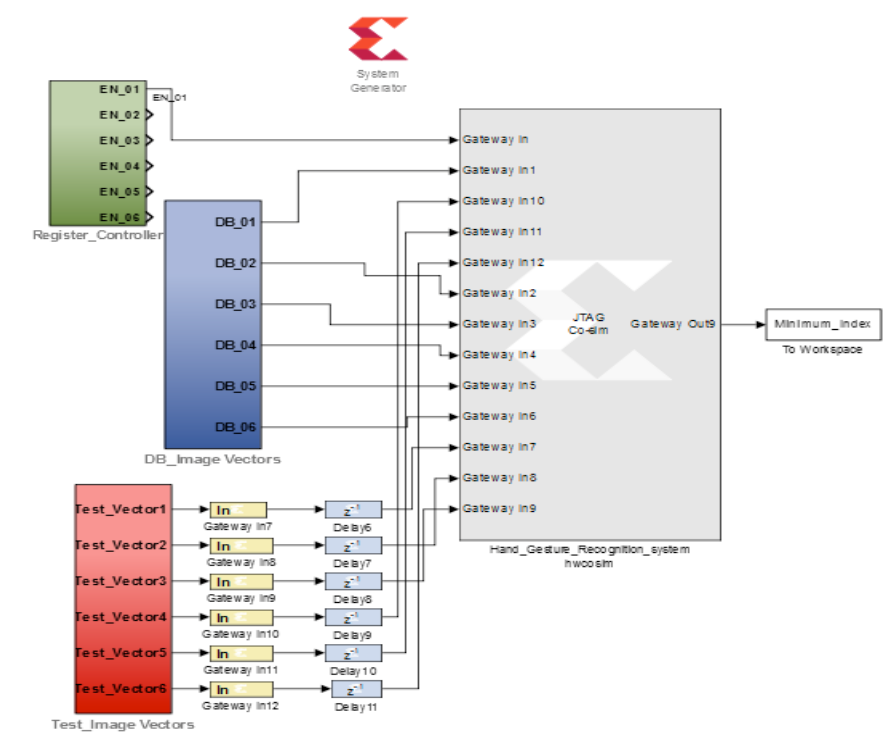 System
Generator
EN_01
EN_01
EN_02
EN_03
EN_04
EN_05
EN_06
Register_Controller
DB_01
DB_02
DB_03
DB_04
DB_05
DB_06
DB_Image Vectors
Test_Vector1
Test_Vector2
Test_Vector3
Test_Vector4
Test_Vector5
Test_Vector6
Test_Image Vectors
In
Gateway In7
In
Gateway In8
In
Gateway In9
In
Gateway In10
In
Gateway In11
In
Gateway In12
z-1
Delay6
z-1
Delay7
z-1
Delay8
z-1
Delay9
z-1
Delay10
z-1
Delay11
Gateway In
Gateway In1
Gateway In10
Gateway In11
Gateway In12
Gateway In2
Gateway In3
Gateway In4
Gateway In5
Gateway In6
Gateway In7
Gateway In8
Gateway In9
JTAG
Co-sim
Gateway Out9
Hand_Gesture_Recognition_system
hwcosim
Minimum_Index
To Workspace